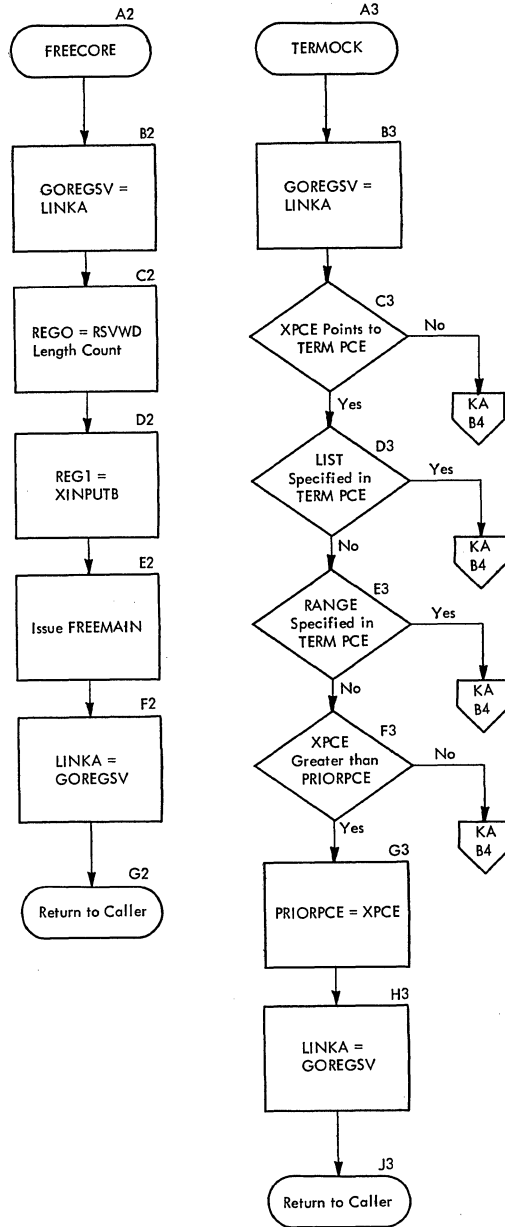 A2
FREECORE
B2
GOREGSV =
LINKA
C2
REGO = RSVWD
Length Count
D2
REG1 =
XINPUTB
E2
Issue FREEMAIN
F2
LINKA =
GOREGSV
G2
Return to Caller
A3
TERMOCK
B3
GOREGSV =
LINKA
C3
XPCE Points to
TERM PCE
No
KA
B4
Yes
D3
LIST
Specified in
TERM PCE
Yes
KA
B4
No
E3
RANGE
Specified in
TERM PCE
Yes
KA
B4
No
F3
XPCE
Greater than
PRIORPCE
No
KA
B4
Yes
G3
PRIORPCE = XPCE
H3
LINKA =
GOREGSV
J3
Return to Caller